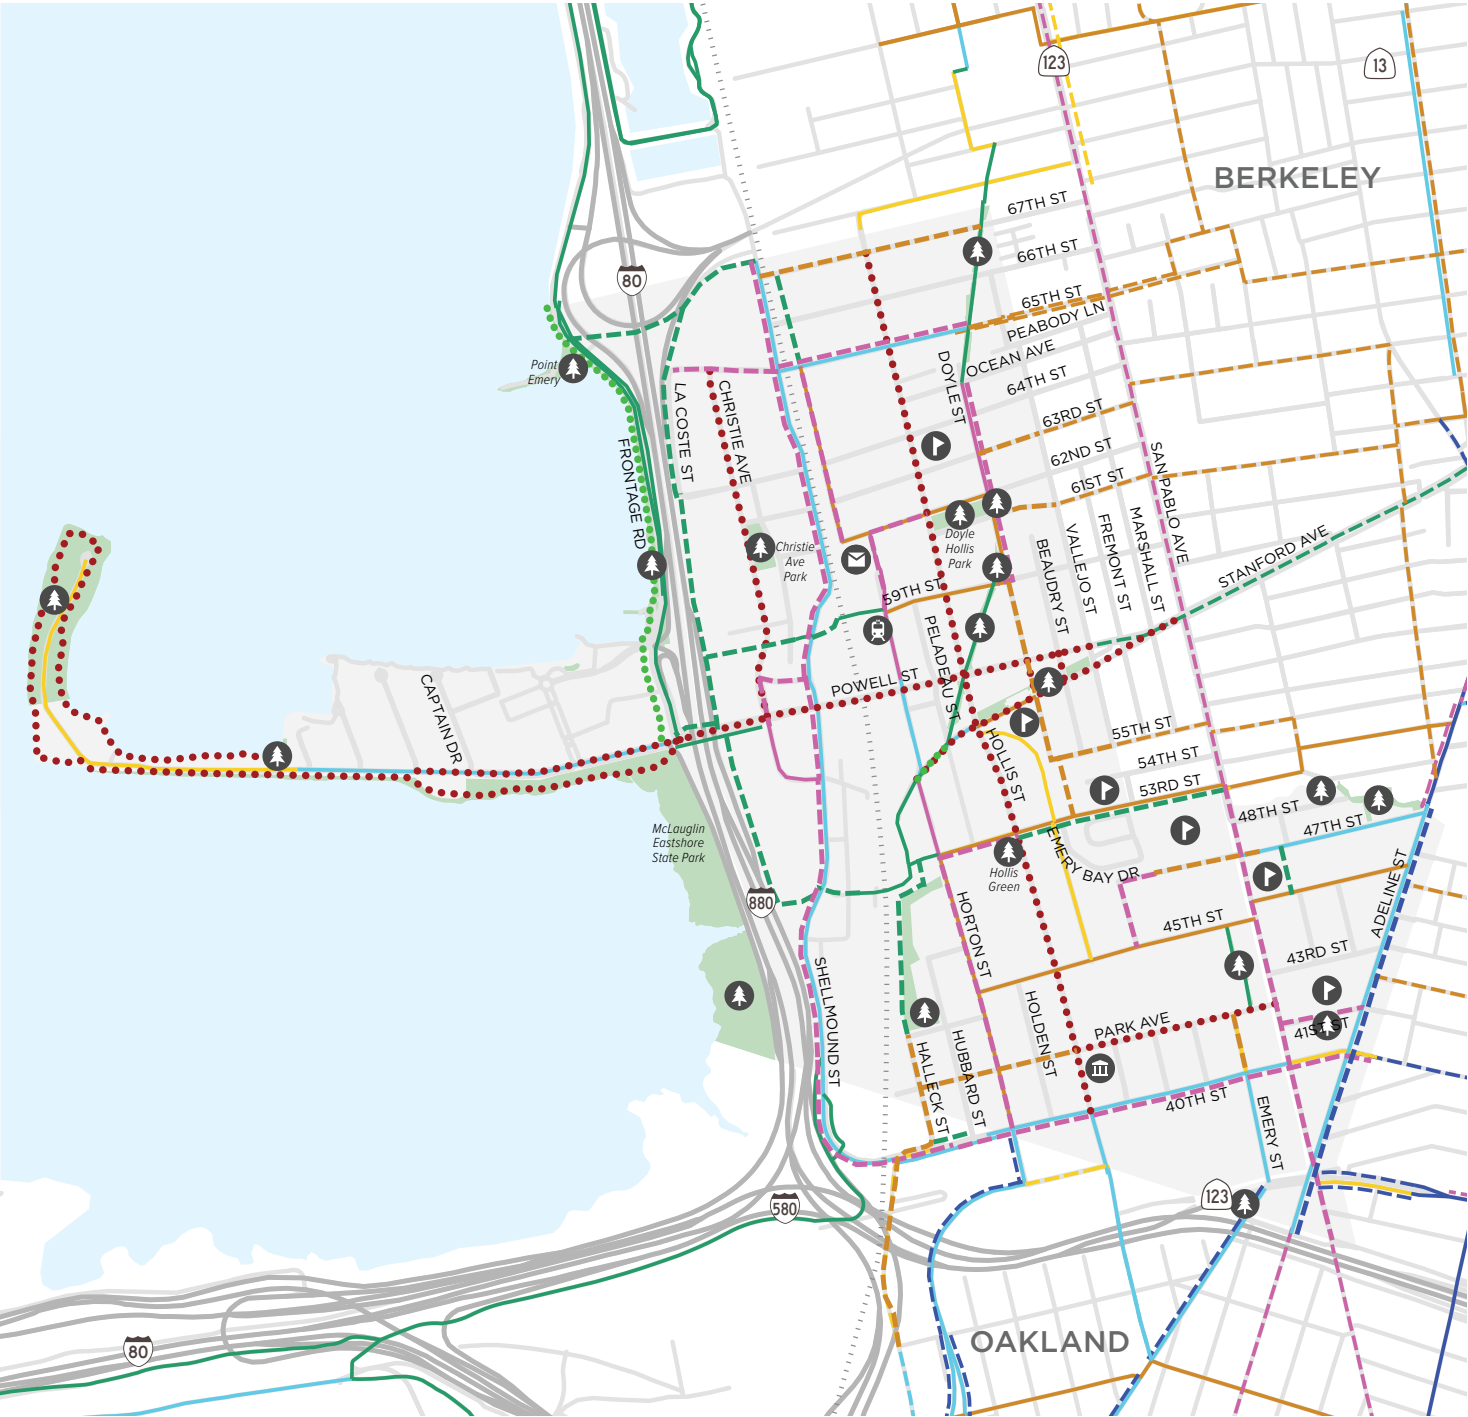 123
13
BERKELEY
67TH ST
66TH ST
80
65TH ST
PEABODY LN
OCEAN AVE
64TH ST
Point
Emery
DOYLE ST
LA COSTE ST
CHRISTIE AVE
63RD ST
62ND ST
61ST ST
FRONTAGE RD
SAN PABLO AVE
MARSHALL ST
FREMONT ST
VALLEJO ST
BEAUDRY ST
STANFORD AVE
Doyle
Hollis
Park
Christie
Ave
Park
59TH ST
PELADEAU ST
POWELL ST
CAPTAIN DR
HOLLIS ST
55TH ST
54TH ST
53RD ST
48TH ST
47TH ST
McLaughlin
Eastshore
State Park
EMERY BAY DR
Hollis
Green
ADELINE ST
880
HORTON ST
45TH ST
43RD ST
SHELLMOUND ST
HOLDEN ST
PARK AVE
41ST ST
HALLECK ST
HUBBARD ST
40TH ST
EMERY ST
123
580
OAKLAND
80